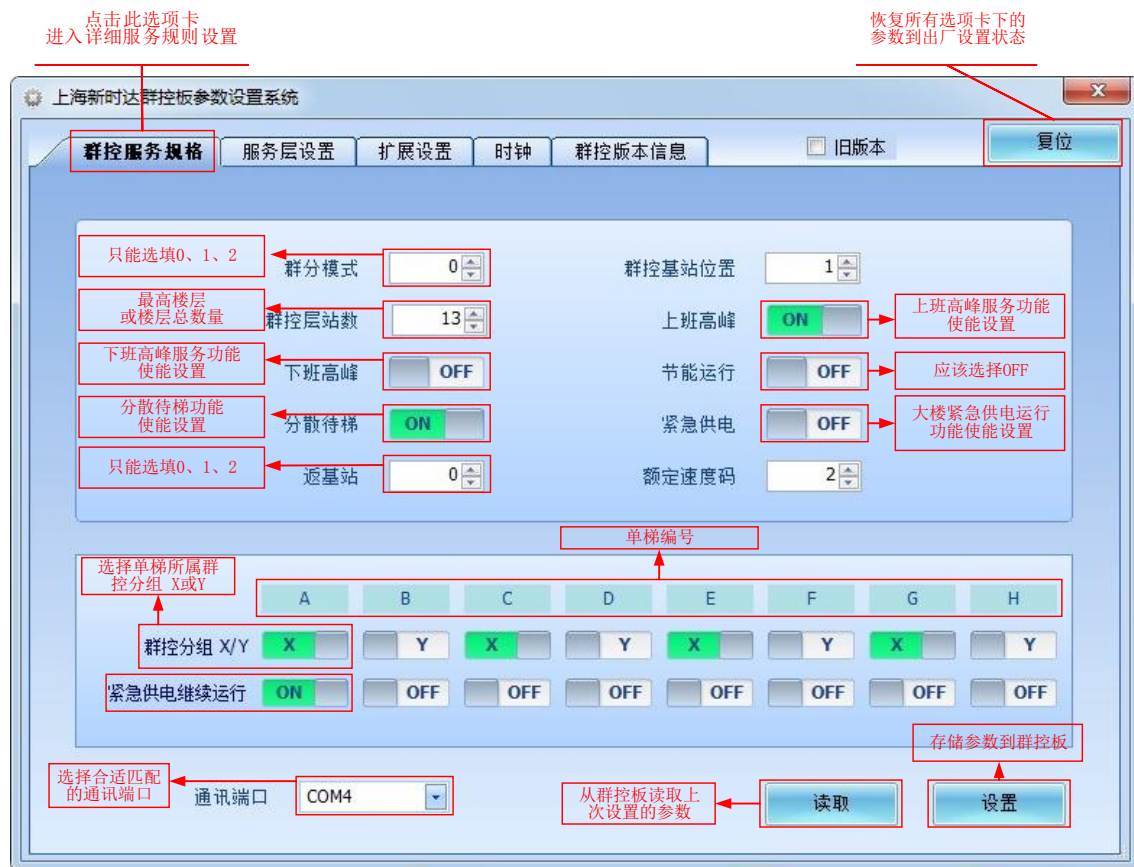 点击此选项卡
进入详细服务规则设置
恢复所有选项卡下的
参数到出厂设置状态
上海新时达群控板参数设置系统
X
群控服务规格
服务层设置
扩展设置
时钟
群控版本信息
旧版本
复位
只能选填0、1、2
群分模式
0
群控基站位置
1
最高楼层
或楼层总数量
群控层站数
13
上班高峰
ON
上班高峰服务功能
使能设置
下班高峰服务功能
使能设置
下班高峰
OFF
节能运行
OFF
应该选择OFF
分散待梯功能
使能设置
分散待梯
ON
紧急供电
OFF
大楼紧急供电运行
功能使能设置
只能选填0、1、2
返基站
0
额定速度码
2
单梯编号
选择单梯所属群
控分组 X或Y
A B C D E F G H
群控分组 X/Y X Y X Y X Y X Y
紧急供电继续运行 ON OFF OFF OFF OFF OFF OFF OFF
存储参数到群控板
选择合适匹配
的通讯端口
通讯端口
COM4
从群控板读取上
次设置的参数
读取
设置